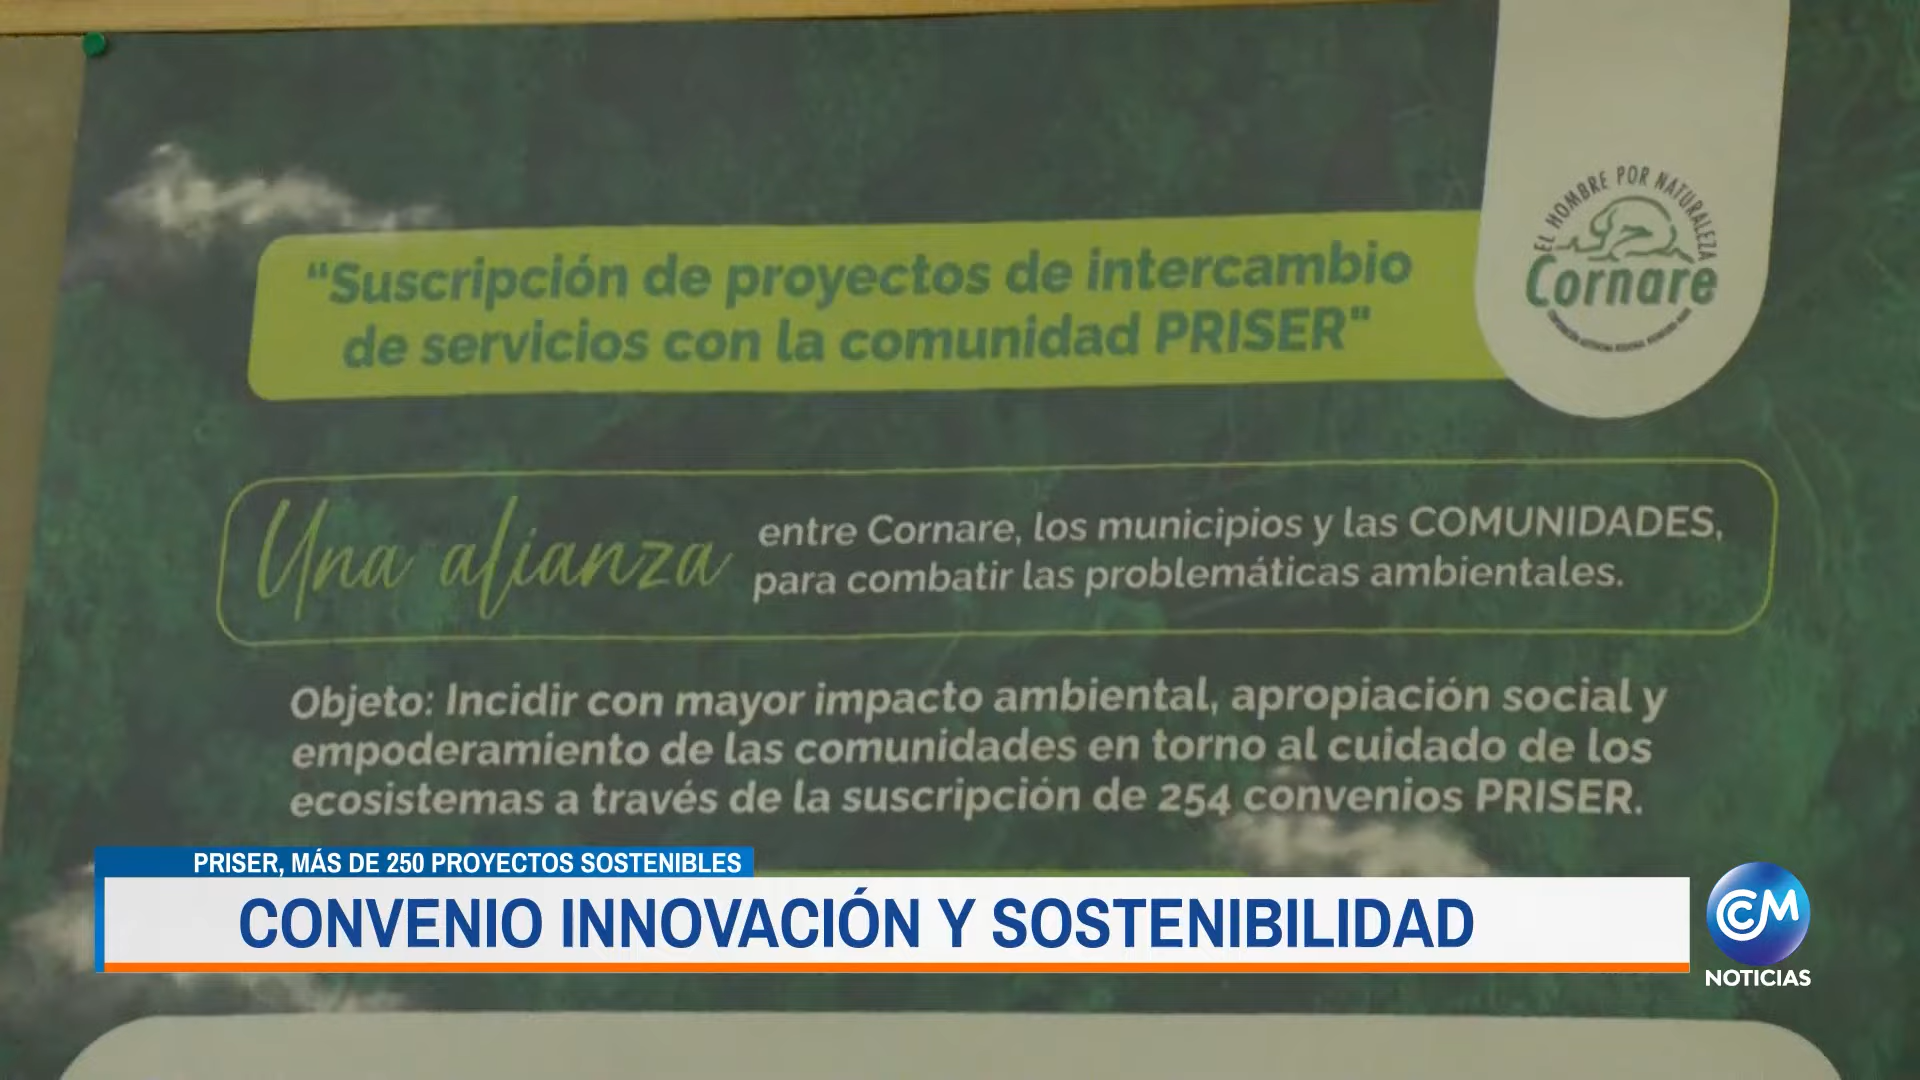 EL HOMBRE POR NATURALEZA
Cornare
"Suscripción de proyectos de intercambio
de servicios con la comunidad PRISER"
Una alianza
entre Cornare, los municipios y las COMUNIDADES,
para combatir las problemáticas ambientales.
Objeto: Incidir con mayor impacto ambiental, apropiación social y
empoderamiento de las comunidades en torno al cuidado de los
ecosistemas a través de la suscripción de 254 convenios PRISER.
PRISER, MÁS DE 250 PROYECTOS SOSTENIBLES
CONVENIO INNOVACIÓN Y SOSTENIBILIDAD
CM
NOTICIAS